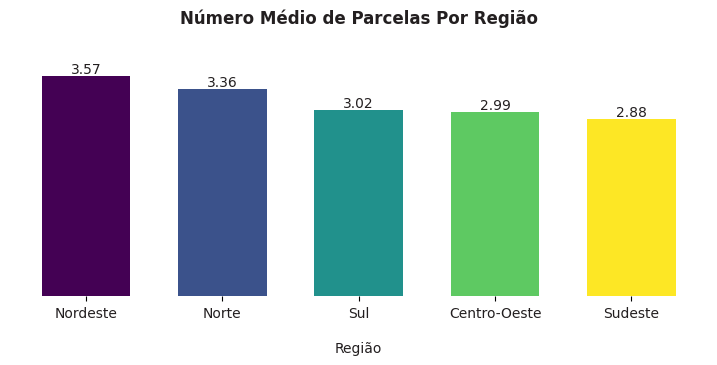 Número Médio de Parcelas Por Região
3.57
3.36
3.02
2.99
2.88
Nordeste
Norte
Sul
Centro-Oeste
Sudeste
Região